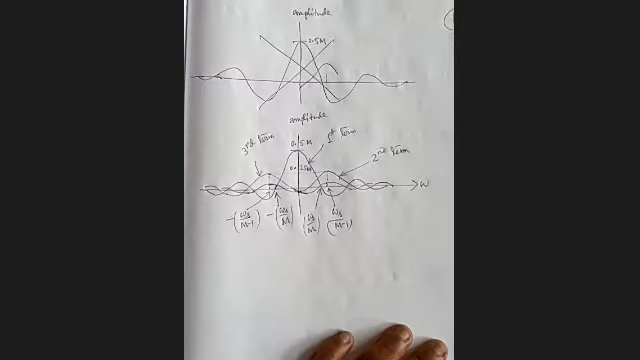 amplitude
0.5M
amplitude
0.5M
3rd term
1st term
2nd term
0.25M
ω
-(ωs/M-1) -(ωs/M) (ωs/M) (ωs/M-1)